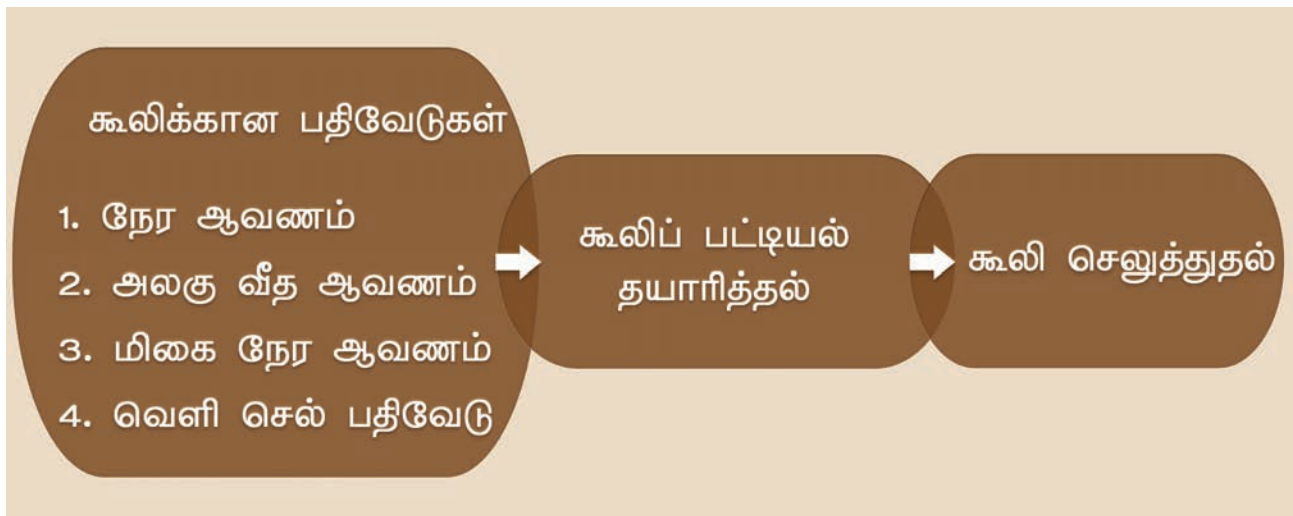 கூலிக்கான பதிவேடுகள்
1. நேர ஆவணம்
2. அலகு வீத ஆவணம்
3. மிகை நேர ஆவணம்
4. வெளி செல் பதிவேடு
கூலிப் பட்டியல்
தயாரித்தல்
கூலி செலுத்துதல்